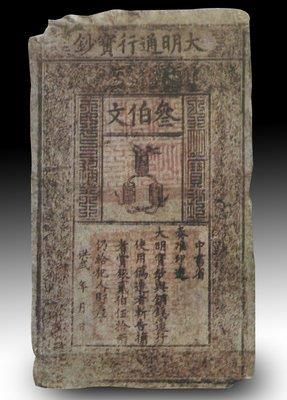 大明通行寶鈔
叁伯文
中書省
奏准印造
大明寶鈔與銅錢通行
使用偽造者斬告捕
者賞銀貳伯伍拾兩
仍給犯人財產
洪武 年 月 日